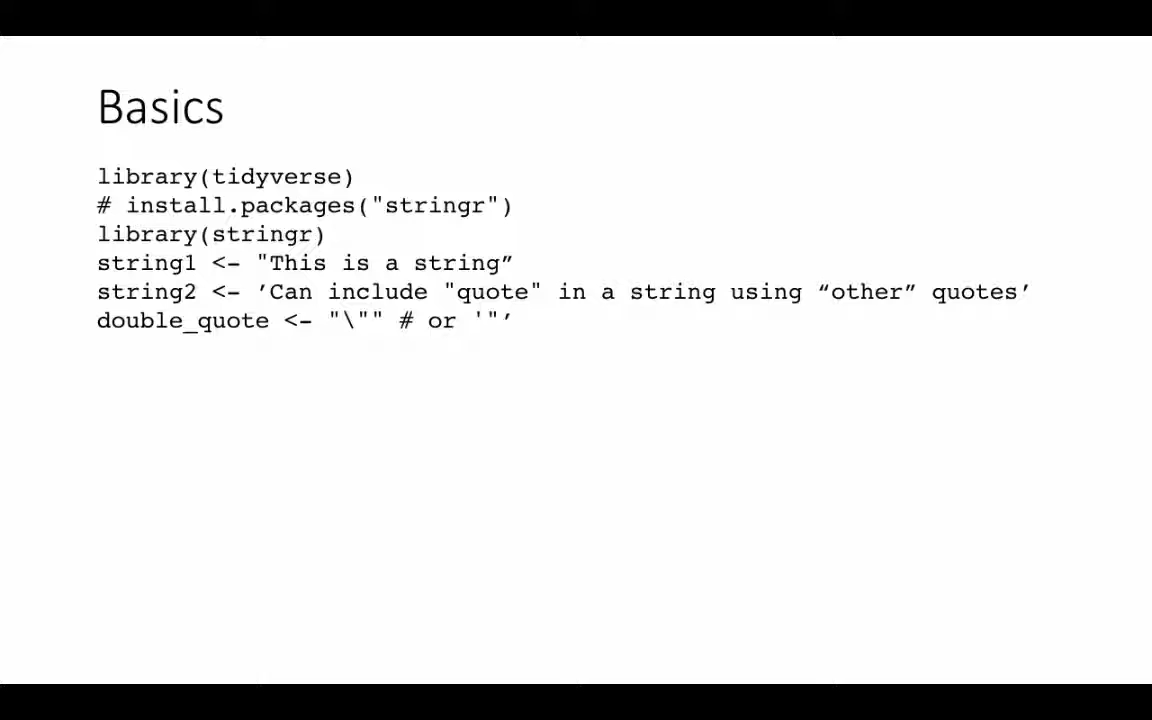 Basics
library(tidyverse)
# install.packages("stringr")
library(stringr)
string1 <- "This is a string”
string2 <- ’Can include "quote" in a string using “other” quotes’
double_quote <- "\"" # or '"’